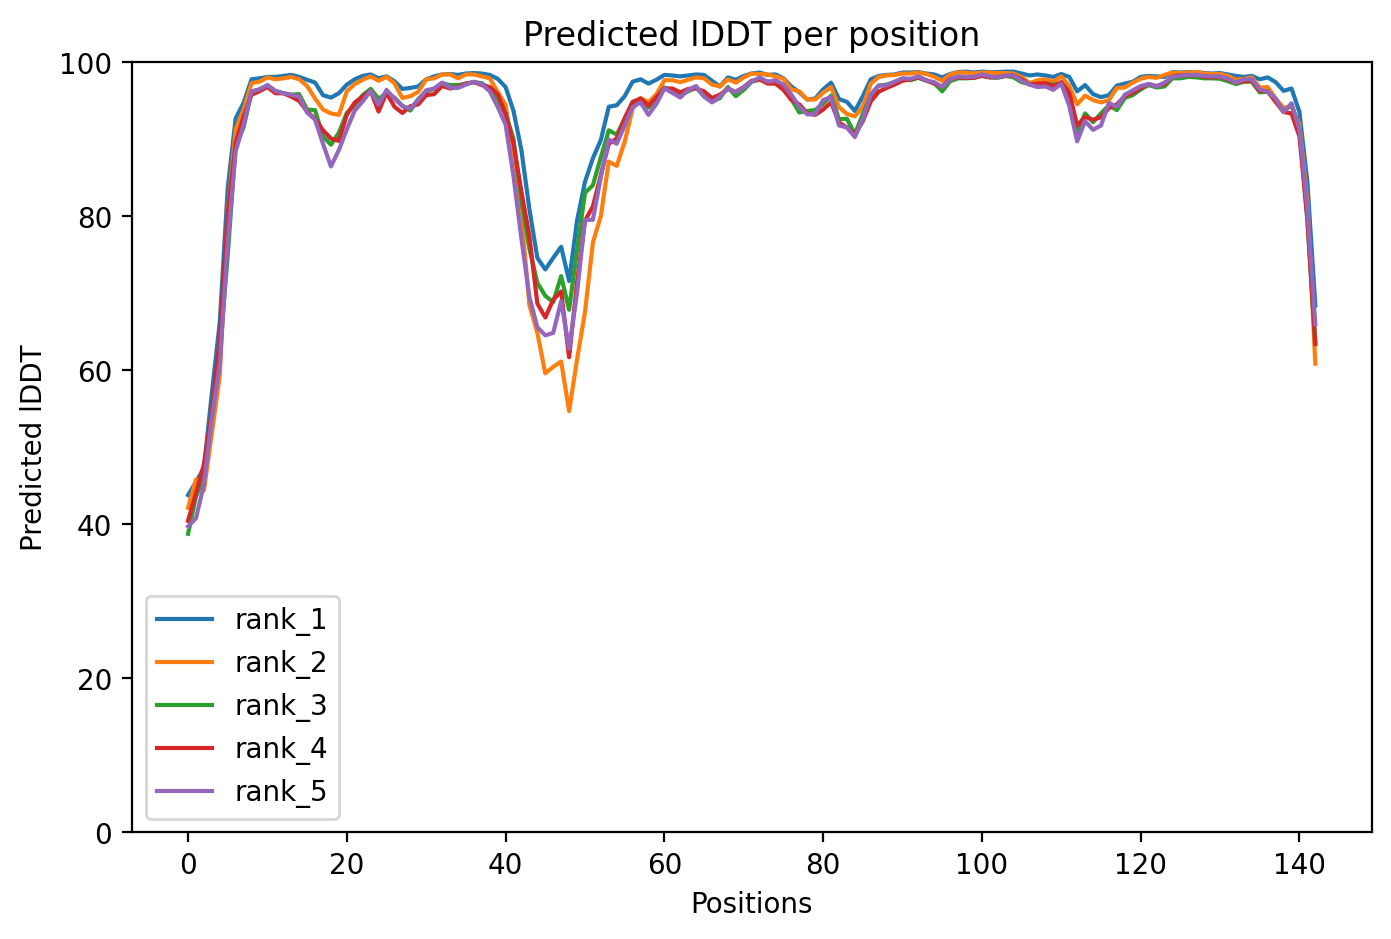 Predicted lDDT per position
100
80
60
40
20
0
Predicted lDDT
rank_1
rank_2
rank_3
rank_4
rank_5
0 20 40 60 80 100 120 140
Positions